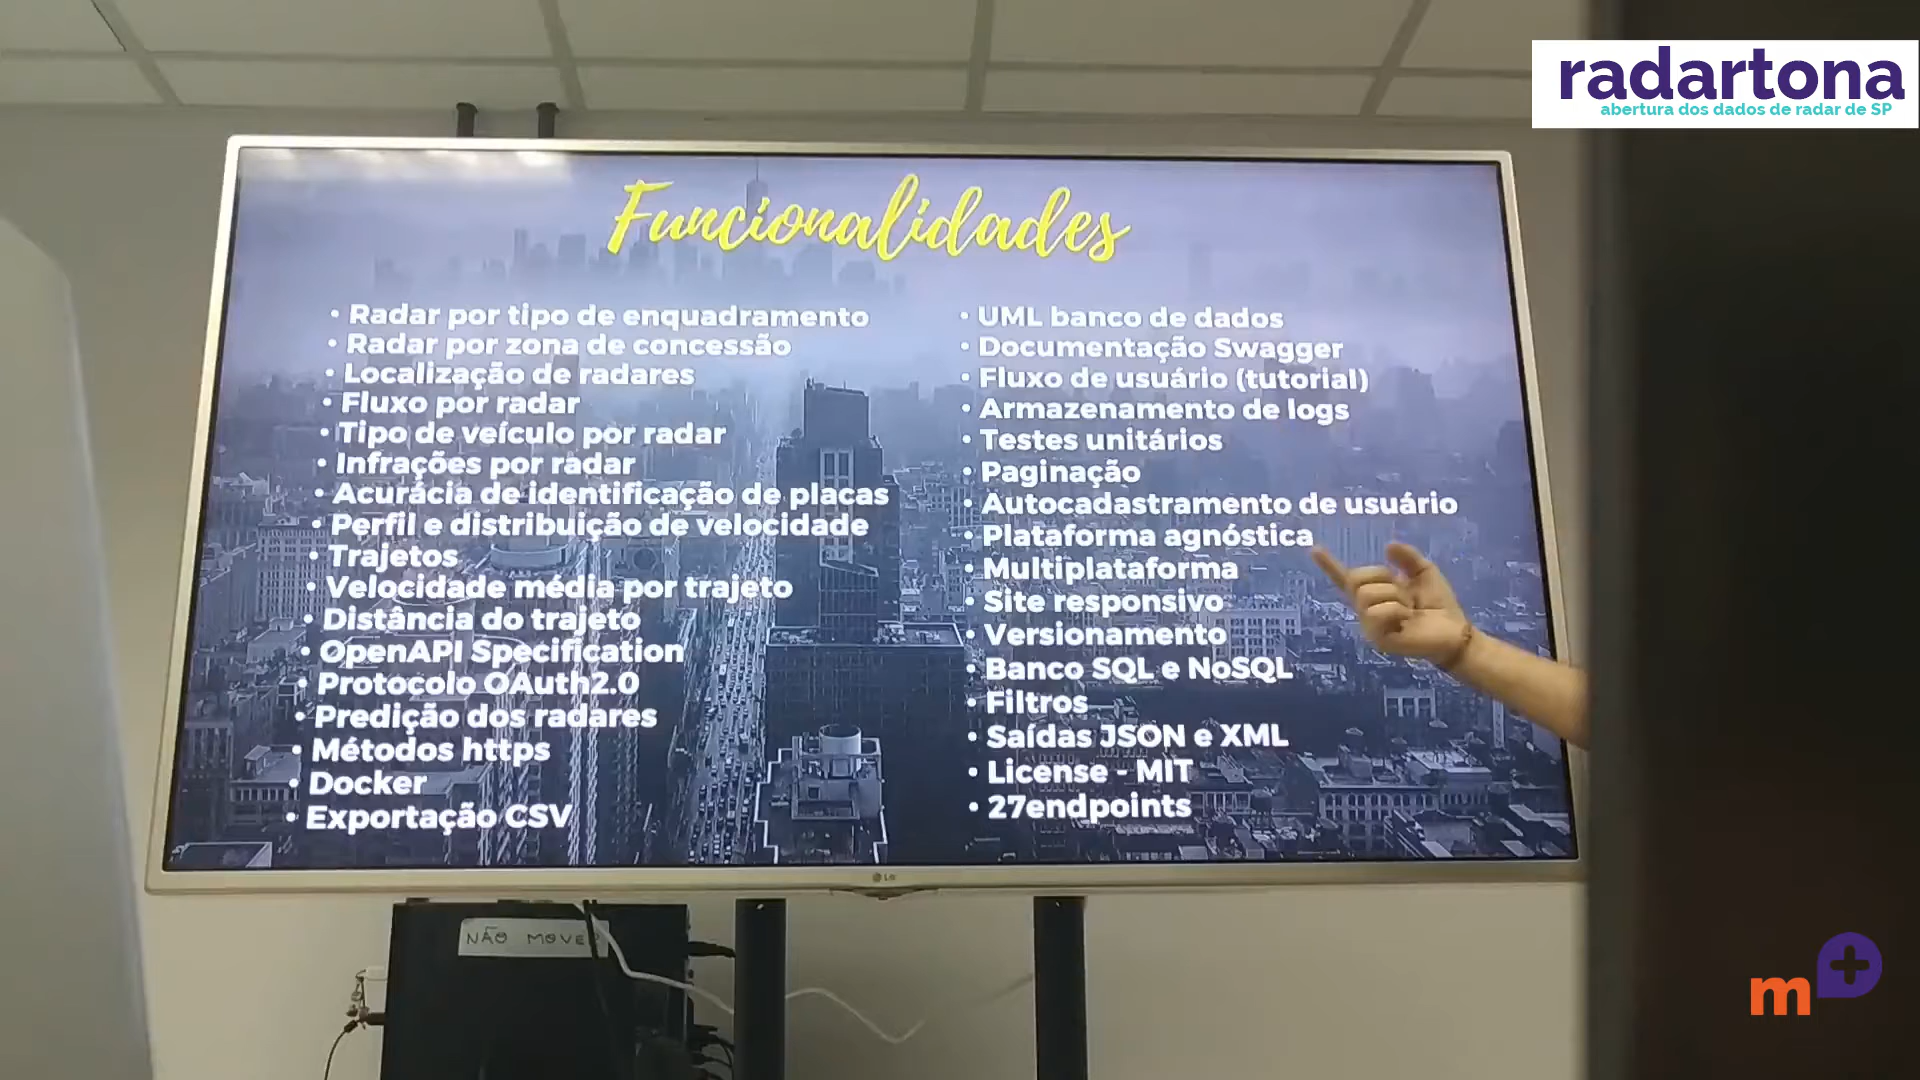 radartona
abertura dos dados de radar de SP
Funcionalidades
• Radar por tipo de enquadramento
• Radar por zona de concessão
• Localização de radares
• Fluxo por radar
• Tipo de veículo por radar
• Infrações por radar
• Acurácia de identificação de placas
• Perfil e distribuição de velocidade
• Trajetos
• Velocidade média por trajeto
• Distância do trajeto
• OpenAPI Specification
• Protocolo OAuth2.0
• Predição dos radares
• Métodos https
• Docker
• Exportação CSV
• UML banco de dados
• Documentação Swagger
• Fluxo de usuário (tutorial)
• Armazenamento de logs
• Testes unitários
• Paginação
• Autocadastramento de usuário
• Plataforma agnóstica
• Multiplataforma
• Site responsivo
• Versionamento
• Banco SQL e NoSQL
• Filtros
• Saídas JSON e XML
• License - MIT
• 27endpoints
LG
NÃO MOVER
m+